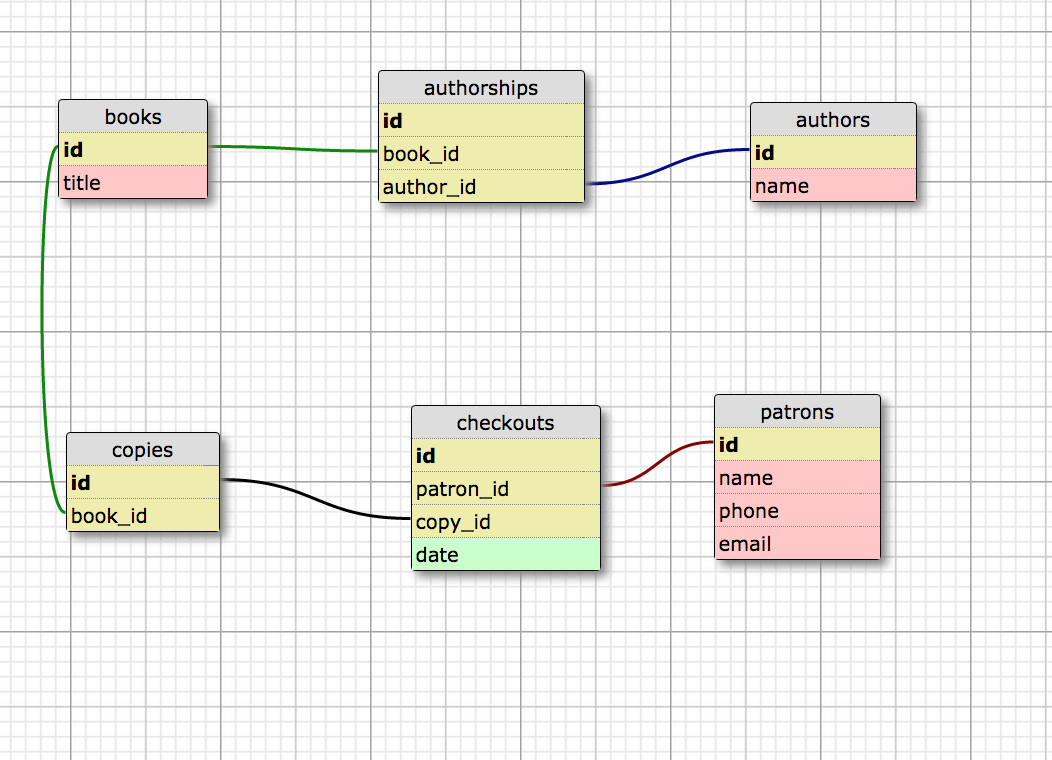 books
id
title
authorships
id
book_id
author_id
authors
id
name
copies
id
book_id
checkouts
id
patron_id
copy_id
date
patrons
id
name
phone
email